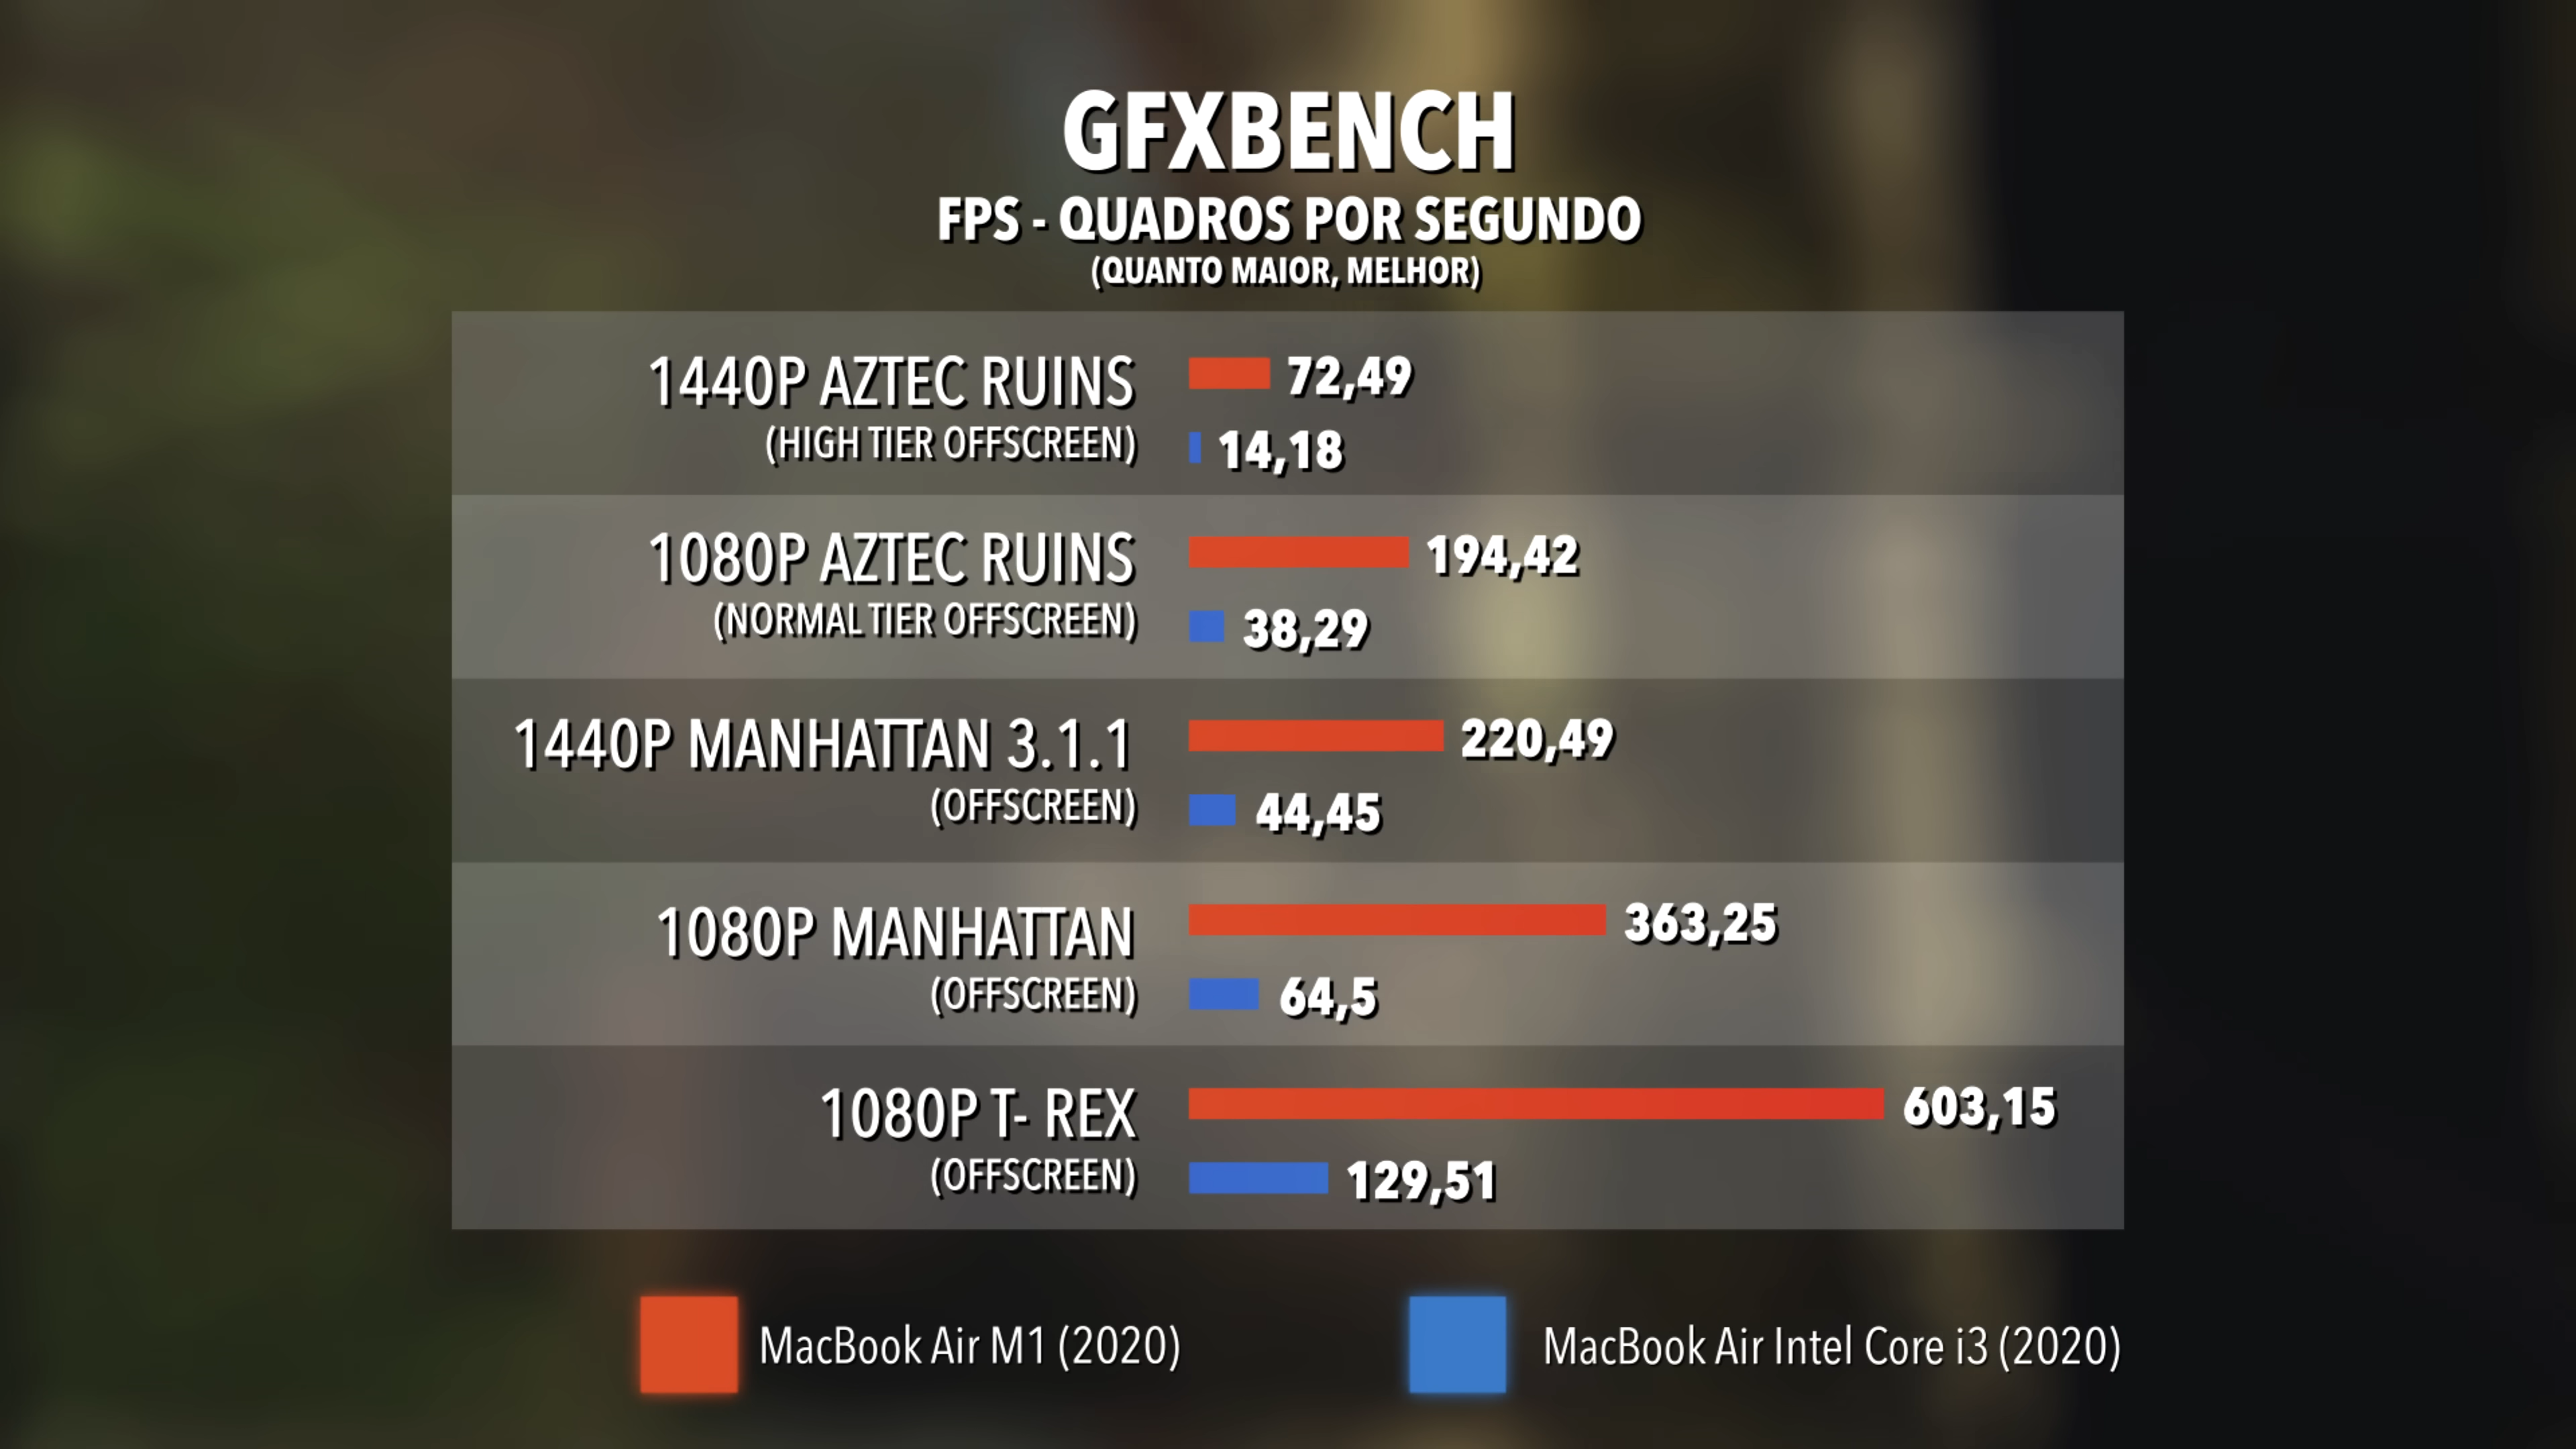 GFXBENCH
FPS - QUADROS POR SEGUNDO
(QUANTO MAIOR, MELHOR)
1440P AZTEC RUINS
(HIGH TIER OFFSCREEN)
72,49
14,18
1080P AZTEC RUINS
(NORMAL TIER OFFSCREEN)
194,42
38,29
1440P MANHATTAN 3.1.1
(OFFSCREEN)
220,49
44,45
1080P MANHATTAN
(OFFSCREEN)
363,25
64,5
1080P T- REX
(OFFSCREEN)
603,15
129,51
MacBook Air M1 (2020)
MacBook Air Intel Core i3 (2020)